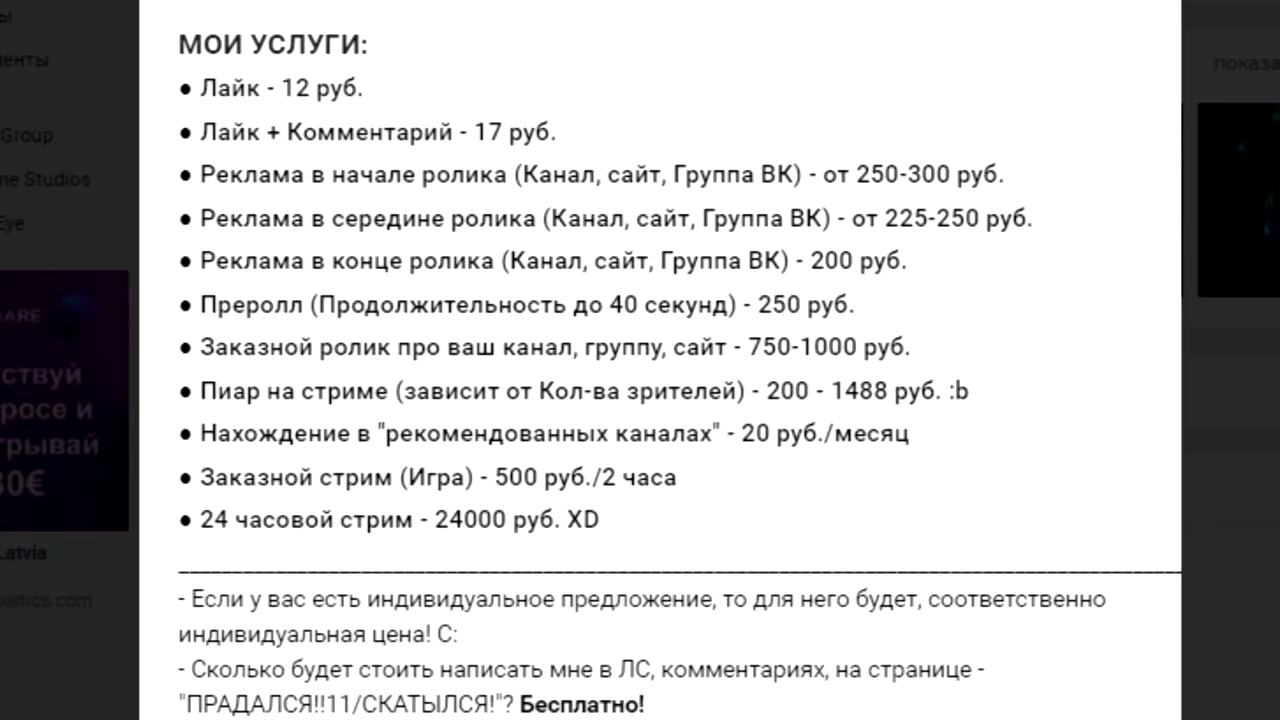 МОИ УСЛУГИ:
● Лайк - 12 руб.
● Лайк + Комментарий - 17 руб.
● Реклама в начале ролика (Канал, сайт, Группа ВК) - от 250-300 руб.
● Реклама в середине ролика (Канал, сайт, Группа ВК) - от 225-250 руб.
● Реклама в конце ролика (Канал, сайт, Группа ВК) - 200 руб.
● Преролл (Продолжительность до 40 секунд) - 250 руб.
● Заказной ролик про ваш канал, группу, сайт - 750-1000 руб.
● Пиар на стриме (зависит от Кол-ва зрителей) - 200 - 1488 руб. :b
● Нахождение в "рекомендованных каналах" - 20 руб./месяц
● Заказной стрим (Игра) - 500 руб./2 часа
● 24 часовой стрим - 24000 руб. XD
- Если у вас есть индивидуальное предложение, то для него будет, соответственно
индивидуальная цена! С:
- Сколько будет стоить написать мне в ЛС, комментариях, на странице -
"ПРАДАЛСЯ!!11/СКАТЫЛСЯ!"? Бесплатно!
Group
Studios
Eye
росе и
30€
Latvia